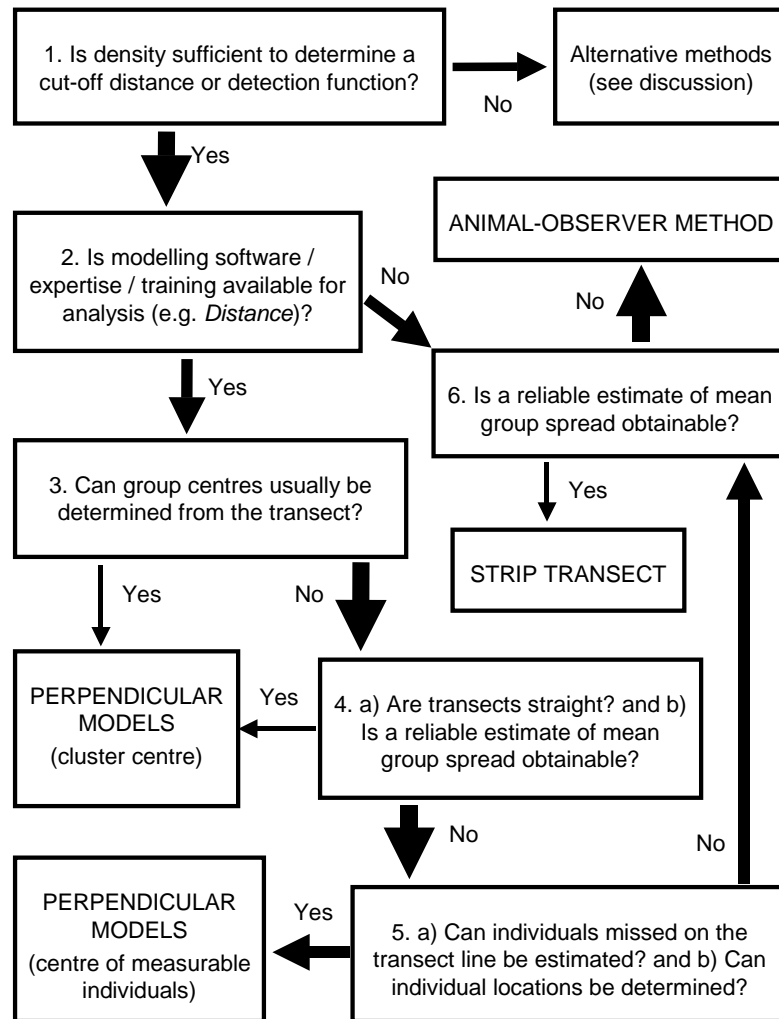 1. Is density sufficient to determine a
cut-off distance or detection function?
No
Alternative methods
(see discussion)
Yes
ANIMAL-OBSERVER METHOD
2. Is modelling software /
expertise / training available for
analysis (e.g. Distance)?
No
No
Yes
6. Is a reliable estimate of mean
group spread obtainable?
3. Can group centres usually be
determined from the transect?
Yes
STRIP TRANSECT
Yes
No
PERPENDICULAR
MODELS
(cluster centre)
Yes
4. a) Are transects straight? and b)
Is a reliable estimate of mean
group spread obtainable?
No
No
PERPENDICULAR
MODELS
(centre of measurable
individuals)
Yes
5. a) Can individuals missed on the
transect line be estimated? and b) Can
individual locations be determined?